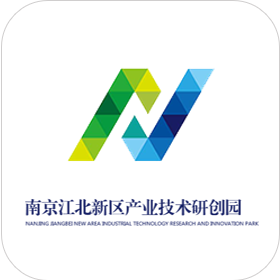 南京江北新区产业技术研创园
NANJING JIANGBEI NEW AREA INDUSTRIAL TECHNOLOGY RESEARCH AND INNOVATION PARK